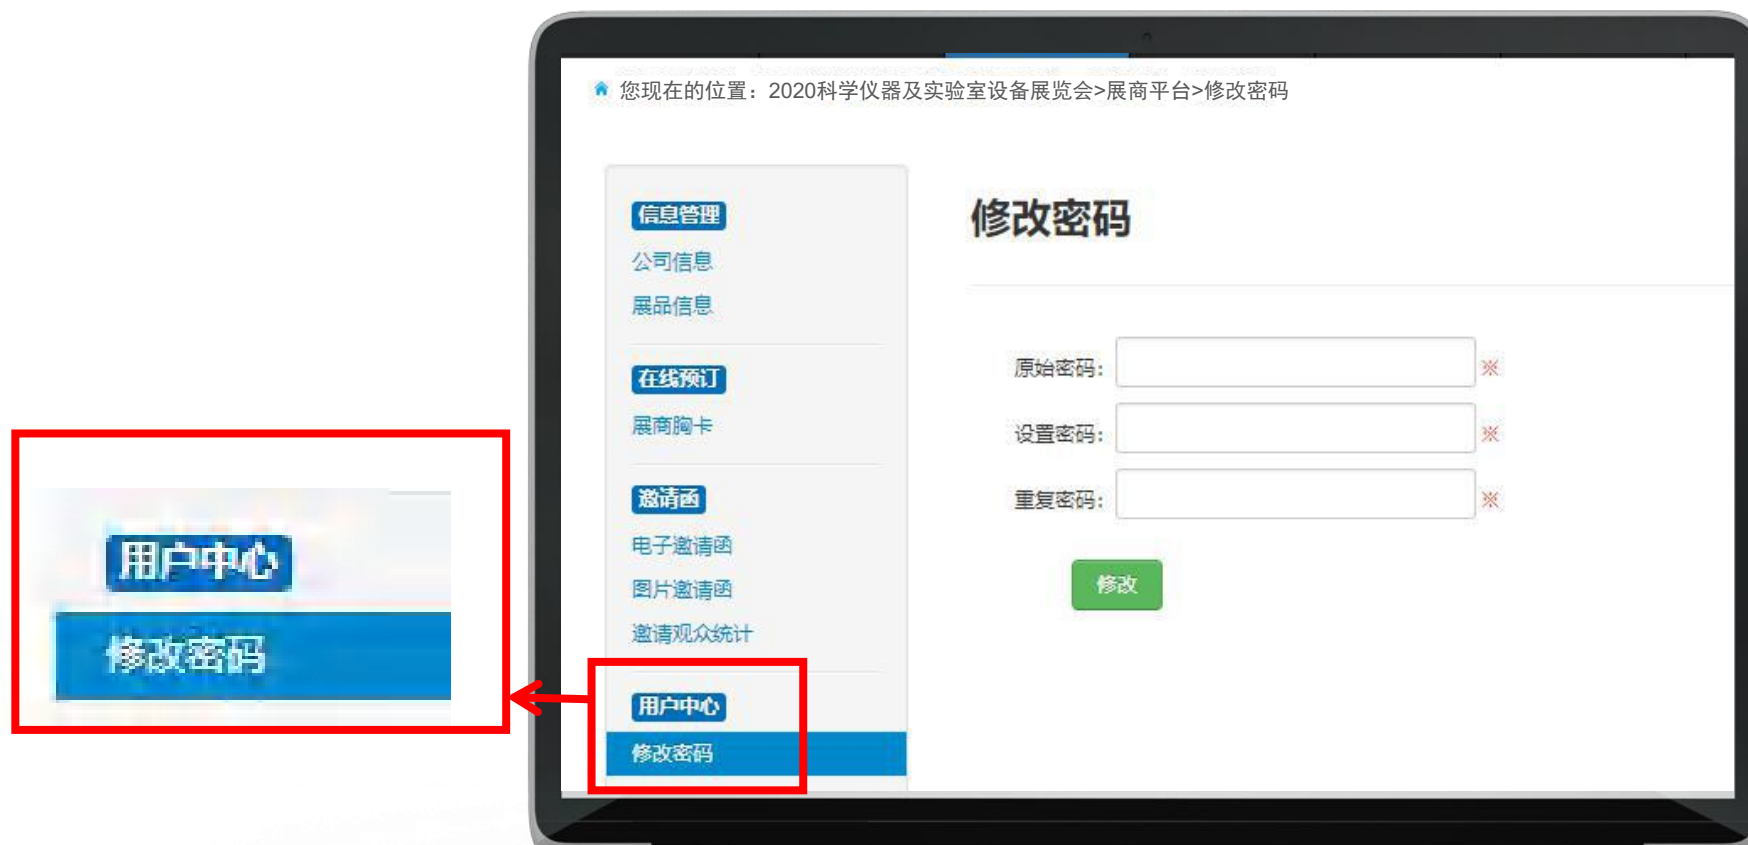 您现在的位置：2020科学仪器及实验室设备展览会>展商平台>修改密码
信息管理
公司信息
展品信息
在线预订
展商胸卡
邀请函
电子邀请函
图片邀请函
邀请观众统计
用户中心
修改密码
修改密码
原始密码： ※
设置密码： ※
重复密码： ※
修改
用户中心
修改密码